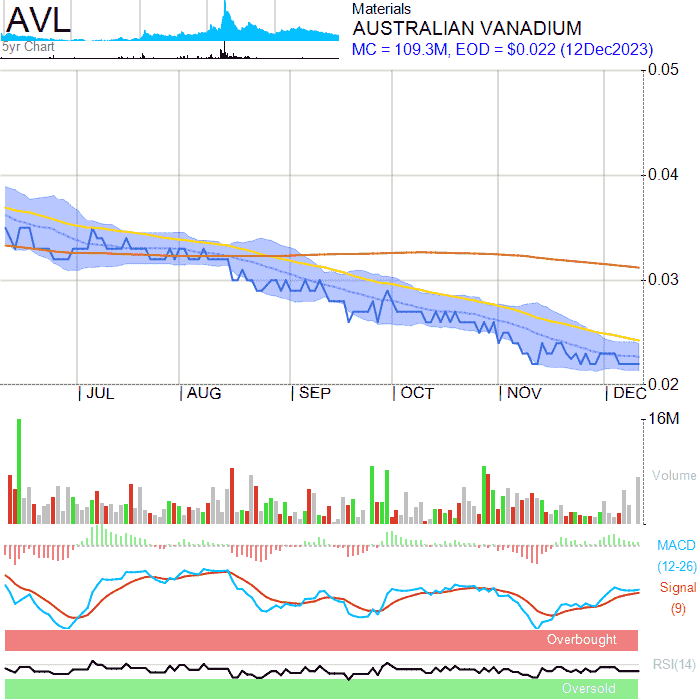 AVL
5yr Chart
Materials
AUSTRALIAN VANADIUM
MC = 109.3M, EOD = $0.022 (12Dec2023)
0.05
0.04
0.03
0.02
JUL AUG SEP OCT NOV DEC
16M
Volume
MACD
(12-26)
Signal
(9)
Overbought
RSI(14)
Oversold